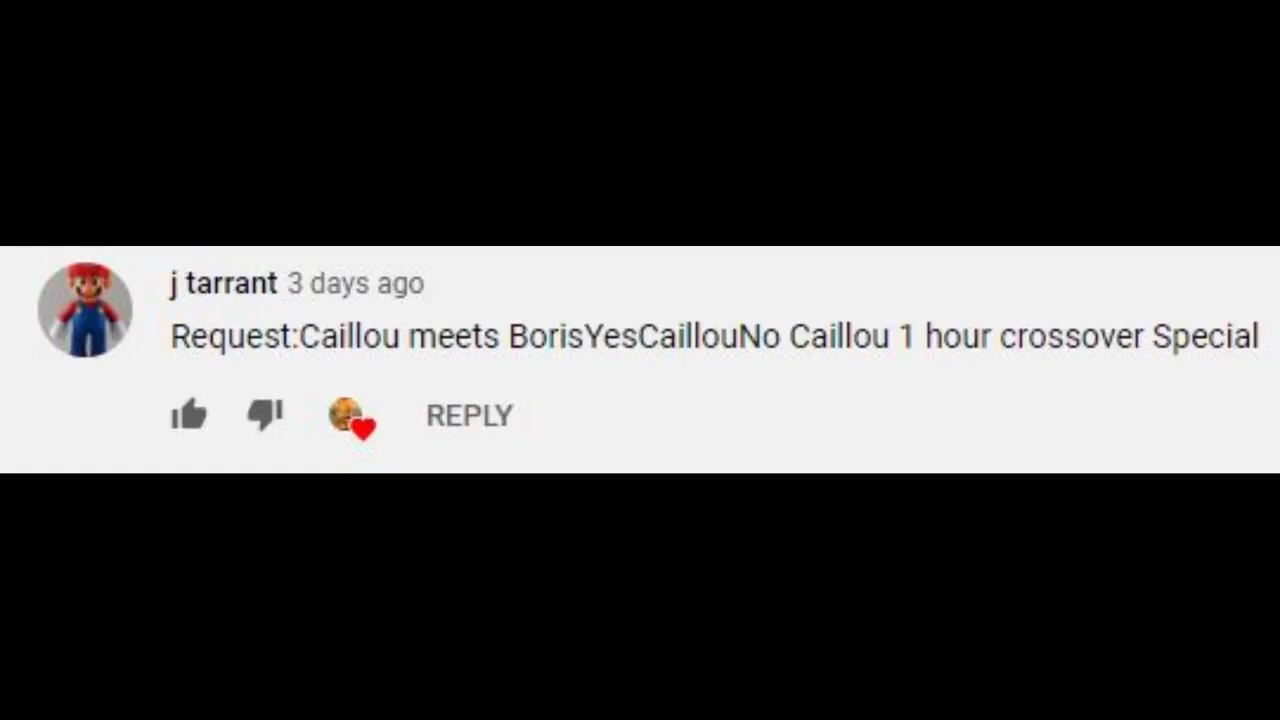 j tarrant 3 days ago
Request:Caillou meets BorisYesCaillouNo Caillou 1 hour crossover Special
REPLY